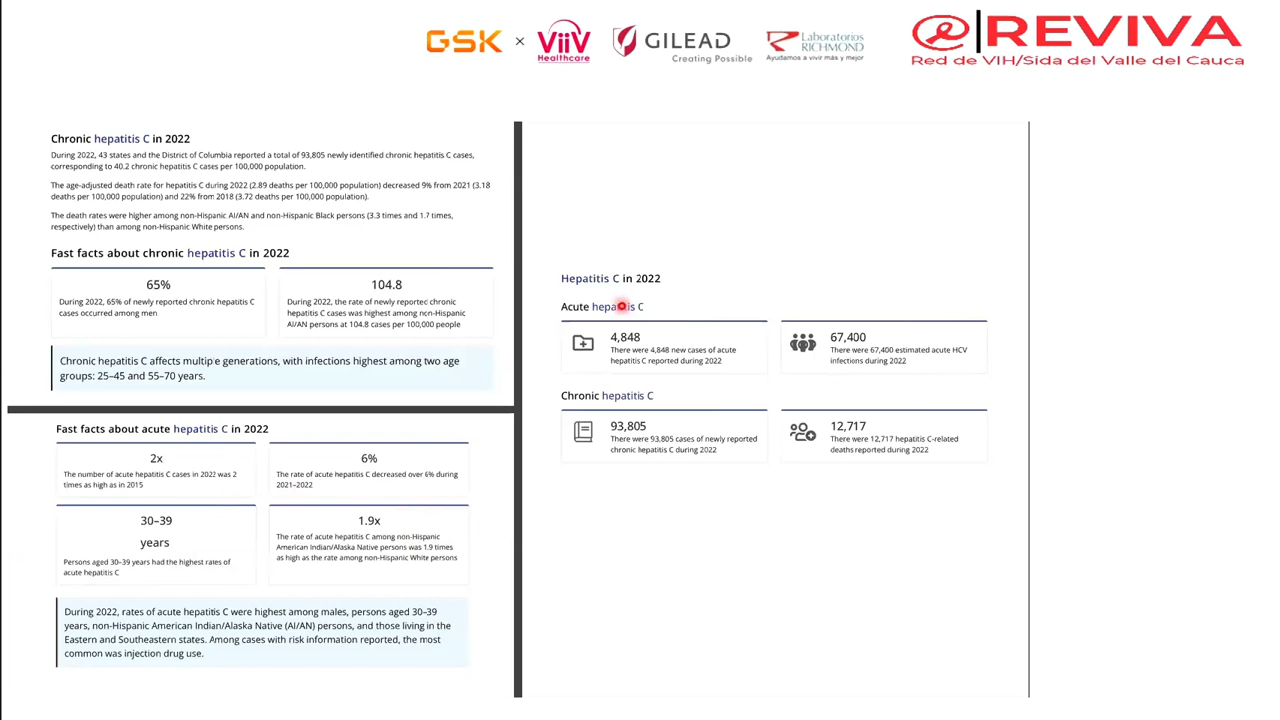 GSK × ViiV Healthcare GILEAD Creating Possible Laboratorios RICHMOND Ayudamos a vivir más y mejor
REVIVA
Red de VIH/Sida del Valle del Cauca
Chronic hepatitis C in 2022
During 2022, 43 states and the District of Columbia reported a total of 93,805 newly identified chronic hepatitis C cases,
corresponding to 40.2 chronic hepatitis C cases per 100,000 population.
The age-adjusted death rate for hepatitis C during 2022 (2.89 deaths per 100,000 population) decreased 9% from 2021 (3.18
deaths per 100,000 population) and 22% from 2018 (3.72 deaths per 100,000 population).
The death rates were higher among non-Hispanic AI/AN and non-Hispanic Black persons (3.3 times and 1.7 times,
respectively) than among non-Hispanic White persons.
Fast facts about chronic hepatitis C in 2022
65%
During 2022, 65% of newly reported chronic hepatitis C
cases occurred among men
104.8
During 2022, the rate of newly reported chronic
hepatitis C cases was highest among non-Hispanic
AI/AN persons at 104.8 cases per 100,000 people
Chronic hepatitis C affects multiple generations, with infections highest among two age
groups: 25–45 and 55–70 years.
Fast facts about acute hepatitis C in 2022
2x
The number of acute hepatitis C cases in 2022 was 2
times as high as in 2015
6%
The rate of acute hepatitis C decreased over 6% during
2021–2022
30–39
years
Persons aged 30–39 years had the highest rates of
acute hepatitis C
1.9x
The rate of acute hepatitis C among non-Hispanic
American Indian/Alaska Native persons was 1.9 times
as high as the rate among non-Hispanic White persons
During 2022, rates of acute hepatitis C were highest among males, persons aged 30–39
years, non-Hispanic American Indian/Alaska Native (AI/AN) persons, and those living in the
Eastern and Southeastern states. Among cases with risk information reported, the most
common was injection drug use.
Hepatitis C in 2022
Acute hepatitis C
4,848
There were 4,848 new cases of acute
hepatitis C reported during 2022
67,400
There were 67,400 estimated acute HCV
infections during 2022
Chronic hepatitis C
93,805
There were 93,805 cases of newly reported
chronic hepatitis C during 2022
12,717
There were 12,717 hepatitis C-related
deaths reported during 2022